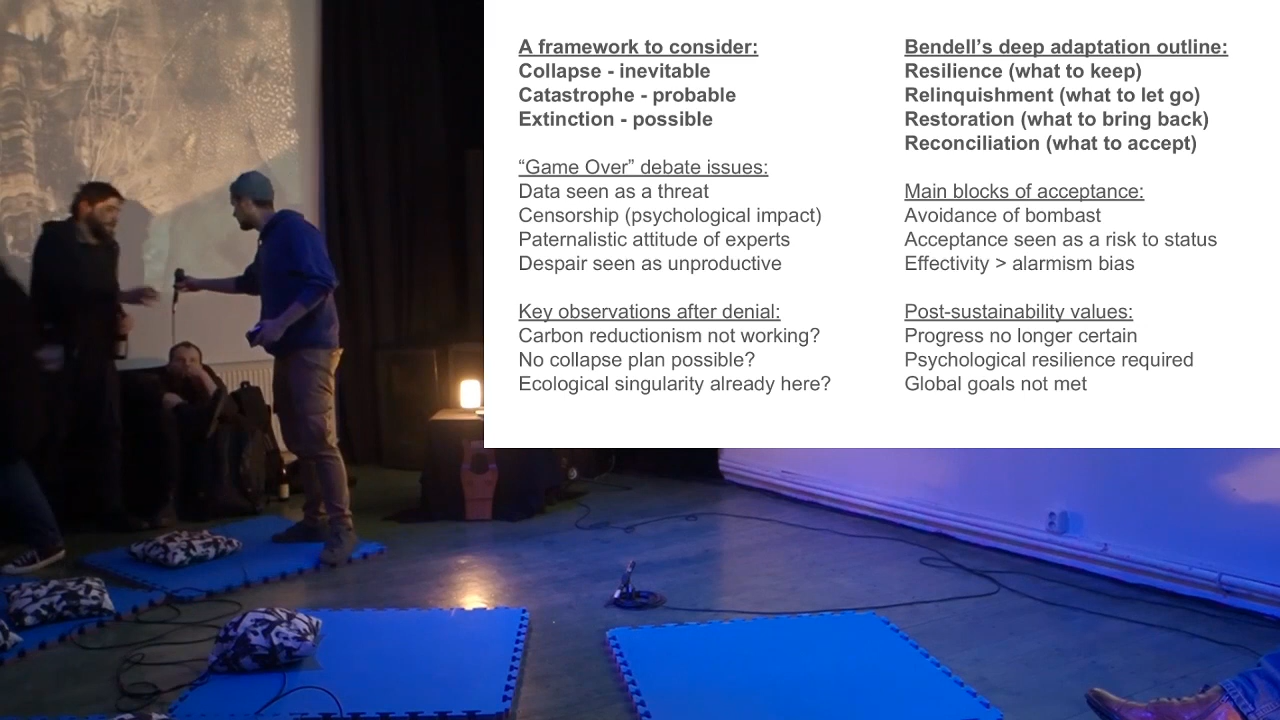 A framework to consider:
Collapse - inevitable
Catastrophe - probable
Extinction - possible
“Game Over” debate issues:
Data seen as a threat
Censorship (psychological impact)
Paternalistic attitude of experts
Despair seen as unproductive
Key observations after denial:
Carbon reductionism not working?
No collapse plan possible?
Ecological singularity already here?
Bendell’s deep adaptation outline:
Resilience (what to keep)
Relinquishment (what to let go)
Restoration (what to bring back)
Reconciliation (what to accept)
Main blocks of acceptance:
Avoidance of bombast
Acceptance seen as a risk to status
Effectivity > alarmism bias
Post-sustainability values:
Progress no longer certain
Psychological resilience required
Global goals not met